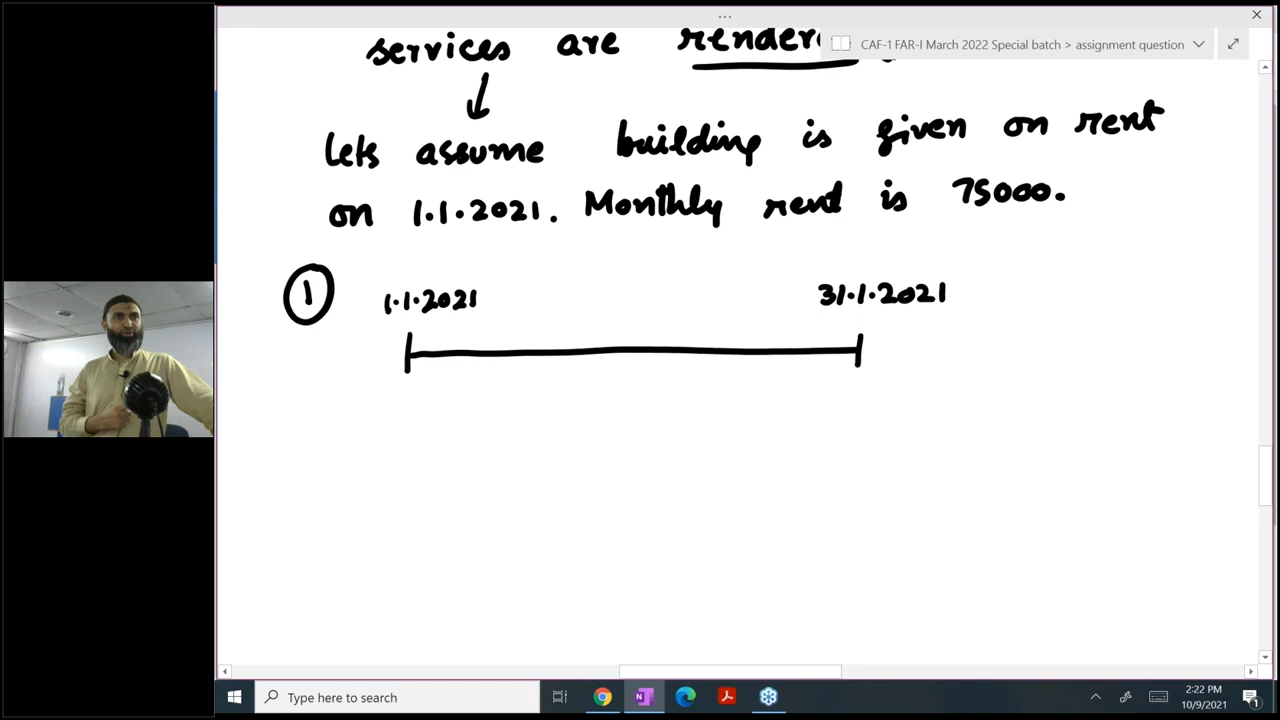 services are
CAF-1 FAR-I March 2022 Special batch > assignment question
Lets assume building is given on rent
on 1.1.2021. Monthly rent is 75000.
1
1.1.2021 31.1.2021
Type here to search
2:22 PM
10/9/2021
1